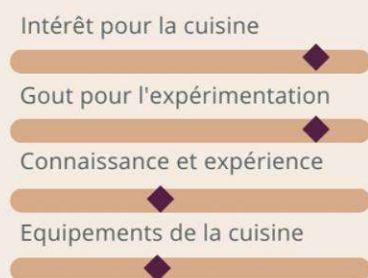 Intérêt pour la cuisine
Gout pour l'expérimentation
Connaissance et expérience
Equipements de la cuisine